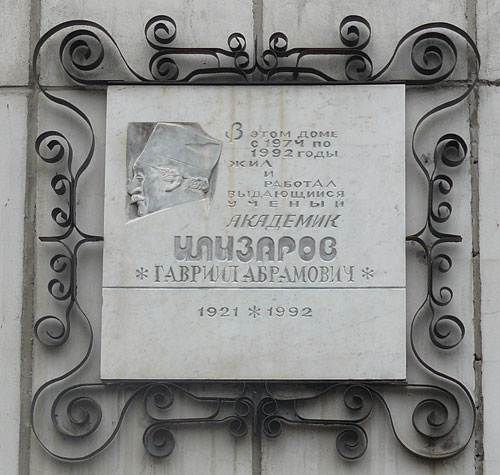 В ЭТОМ ДОМЕ
С 1974 ПО
1992 ГОДЫ
ЖИЛ
И
РАБОТАЛ
ВЫДАЮЩИЙСЯ
УЧЕНЫЙ
АКАДЕМИК
ИЛИЗАРОВ
* ГАВРИИЛ АБРАМОВИЧ *
1921 * 1992